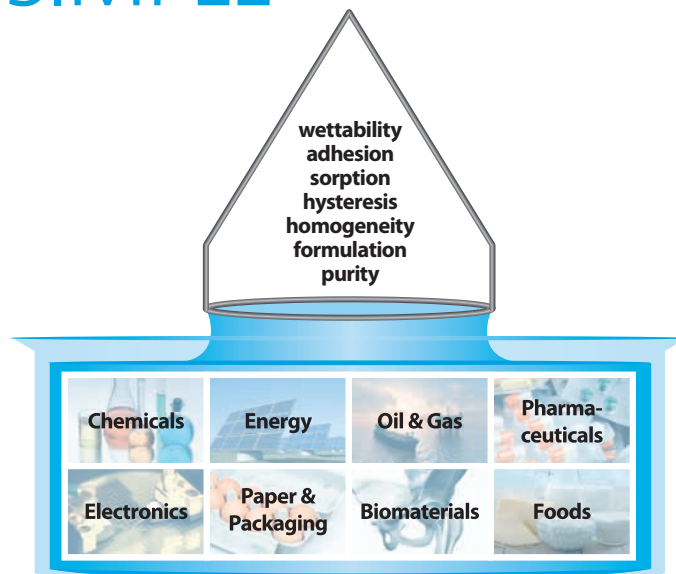 wettability
adhesion
sorption
hysteresis
homogeneity
formulation
purity
Chemicals
Energy
Oil & Gas
Pharma-
ceuticals
Electronics
Paper &
Packaging
Biomaterials
Foods